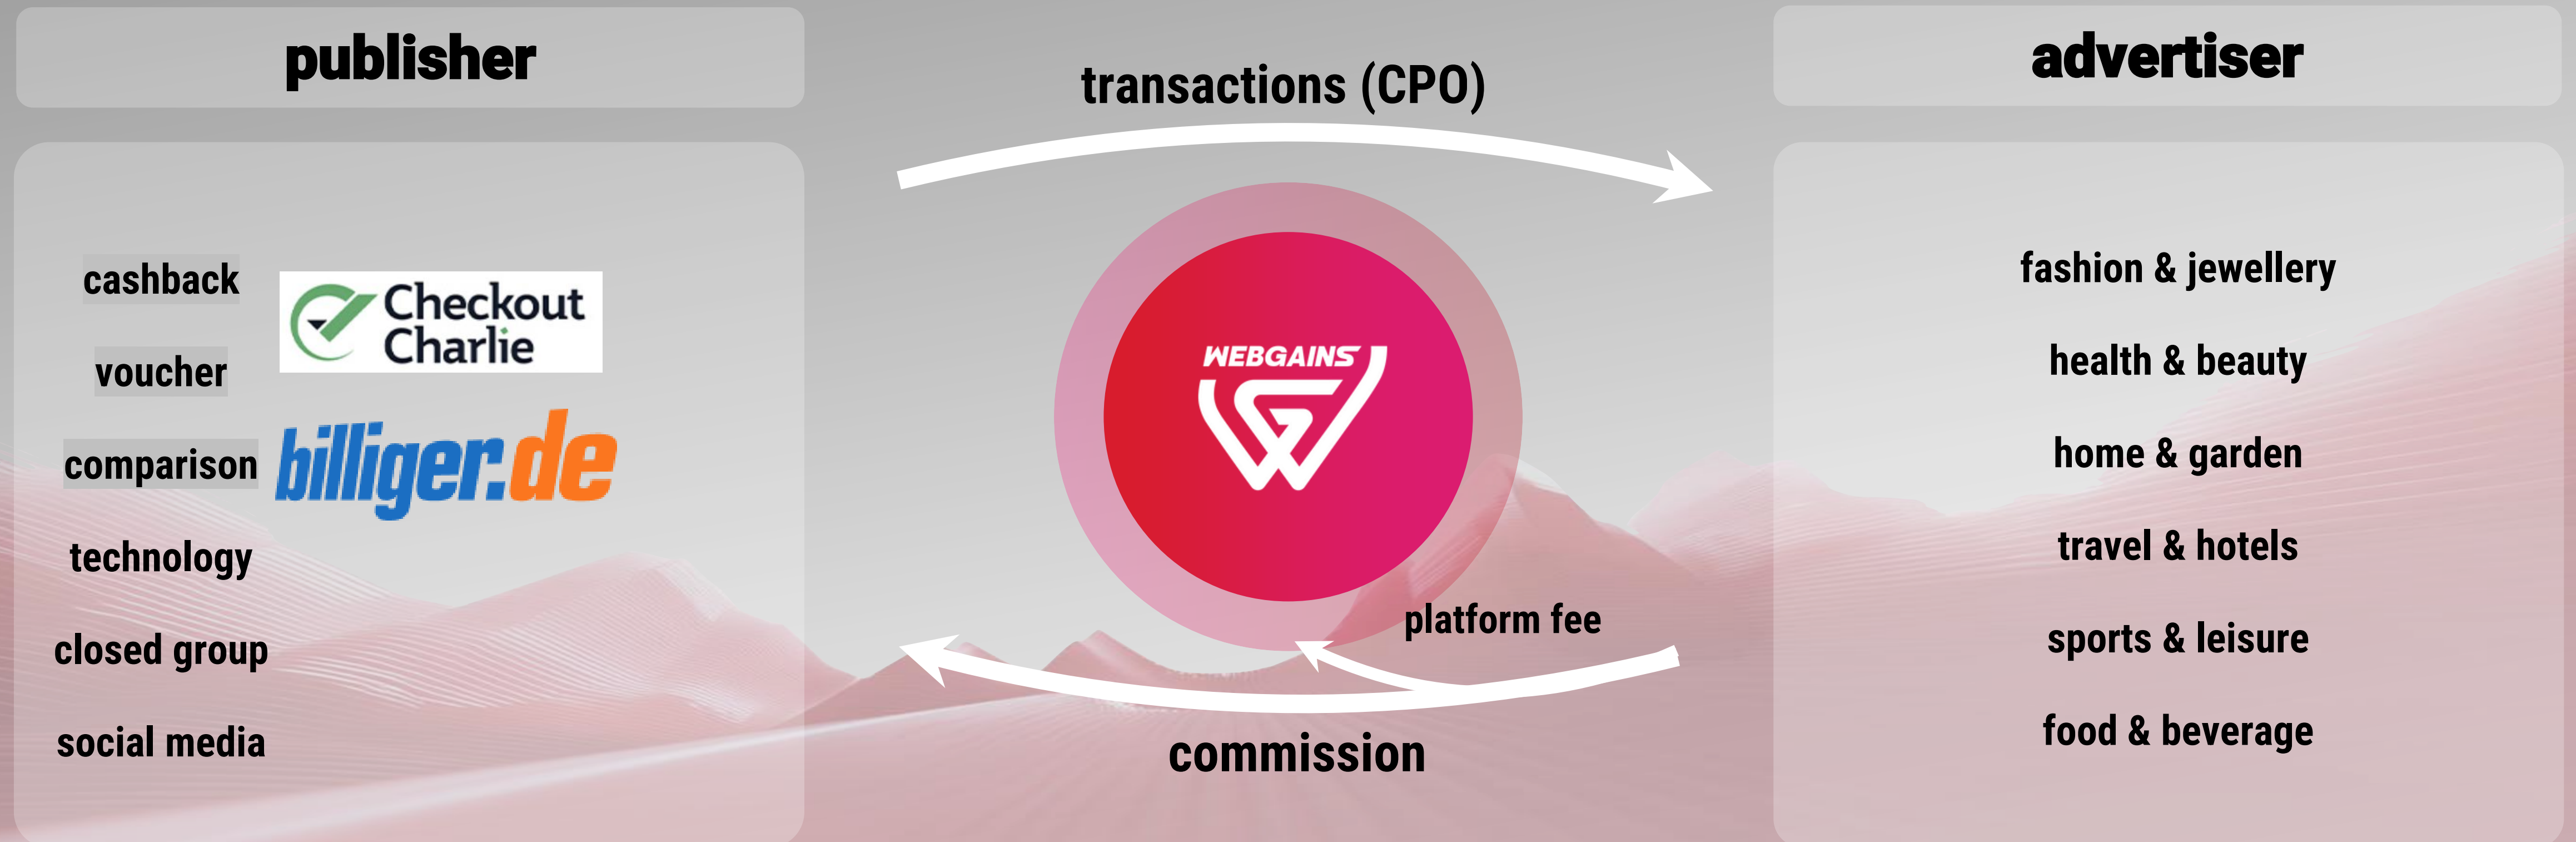 publisher
cashback
voucher
comparison
technology
closed group
social media
Checkout
Charlie
billiger.de
transactions (CPO)
WEBGAINS
platform fee
commission
advertiser
fashion & jewellery
health & beauty
home & garden
travel & hotels
sports & leisure
food & beverage